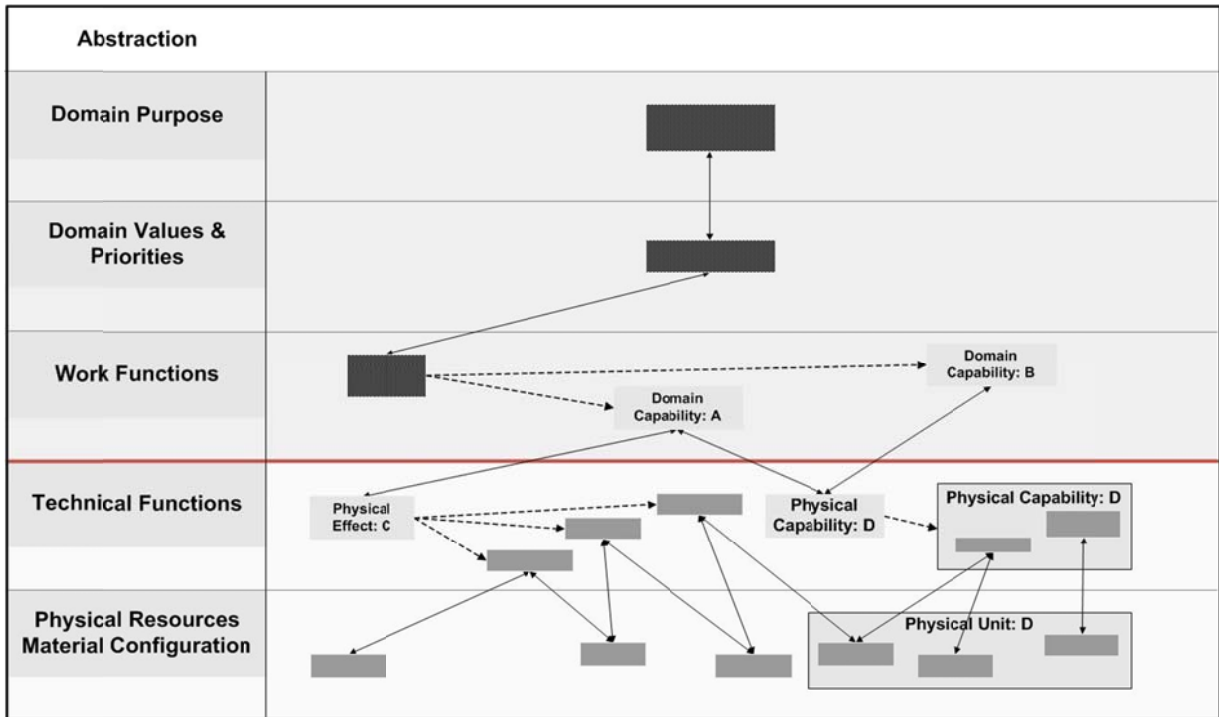 Abstraction
Domain Purpose
Domain Values &
Priorities
Work Functions
Domain
Capability: B
Domain
Capability: A
Technical Functions
Physical
Effect: C
Physical
Capability: D
Physical Capability: D
Physical Resources
Material Configuration
Physical Unit: D